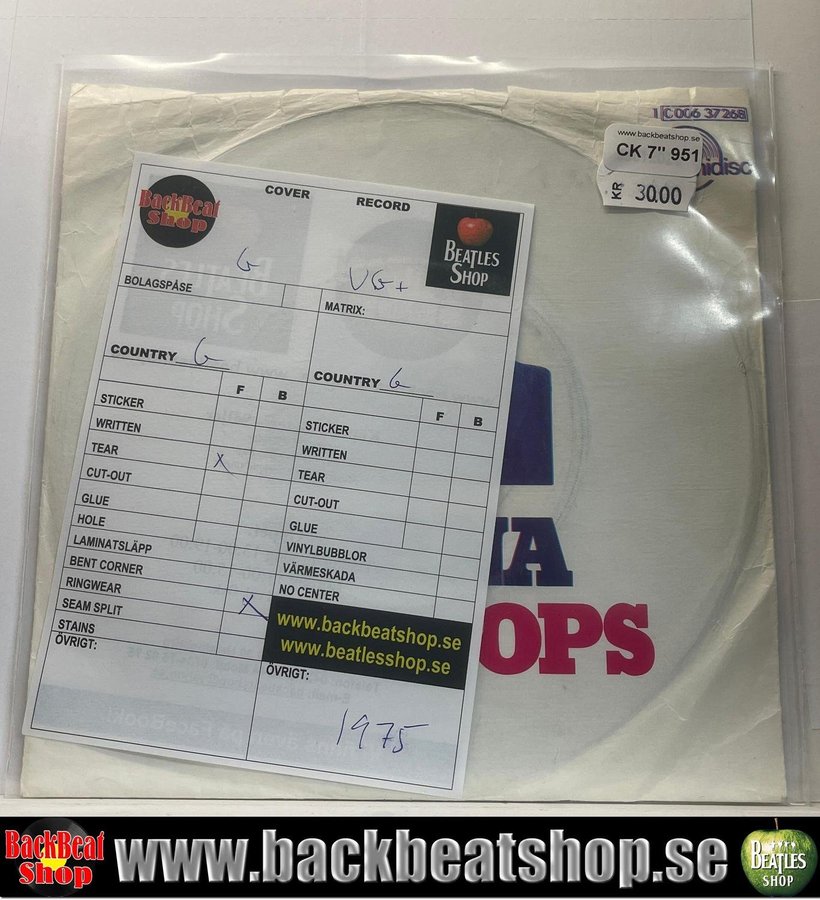 1C006 37268
www.backbeatshop.se
CK 7" 951
idisc
KR 30.00
BackBeat
Shop
COVER
RECORD
BEATLES
SHOP
G
VG+
BOLAGSPÅSE
MATRIX:
COUNTRY G
COUNTRY G
F B
F B
STICKER
WRITTEN
TEAR X
CUT-OUT
GLUE
HOLE
LAMINATSLÄPP
BENT CORNER
RINGWEAR
SEAM SPLIT X
STAINS
ÖVRIGT:
STICKER
WRITTEN
TEAR
CUT-OUT
GLUE
VINYLBUBBLOR
VÄRMESKADA
NO CENTER
www.backbeatshop.se
www.beatlesshop.se
ÖVRIGT:
1975
OPS
BackBeat
Shop
www.backbeatshop.se
BEATLES
SHOP